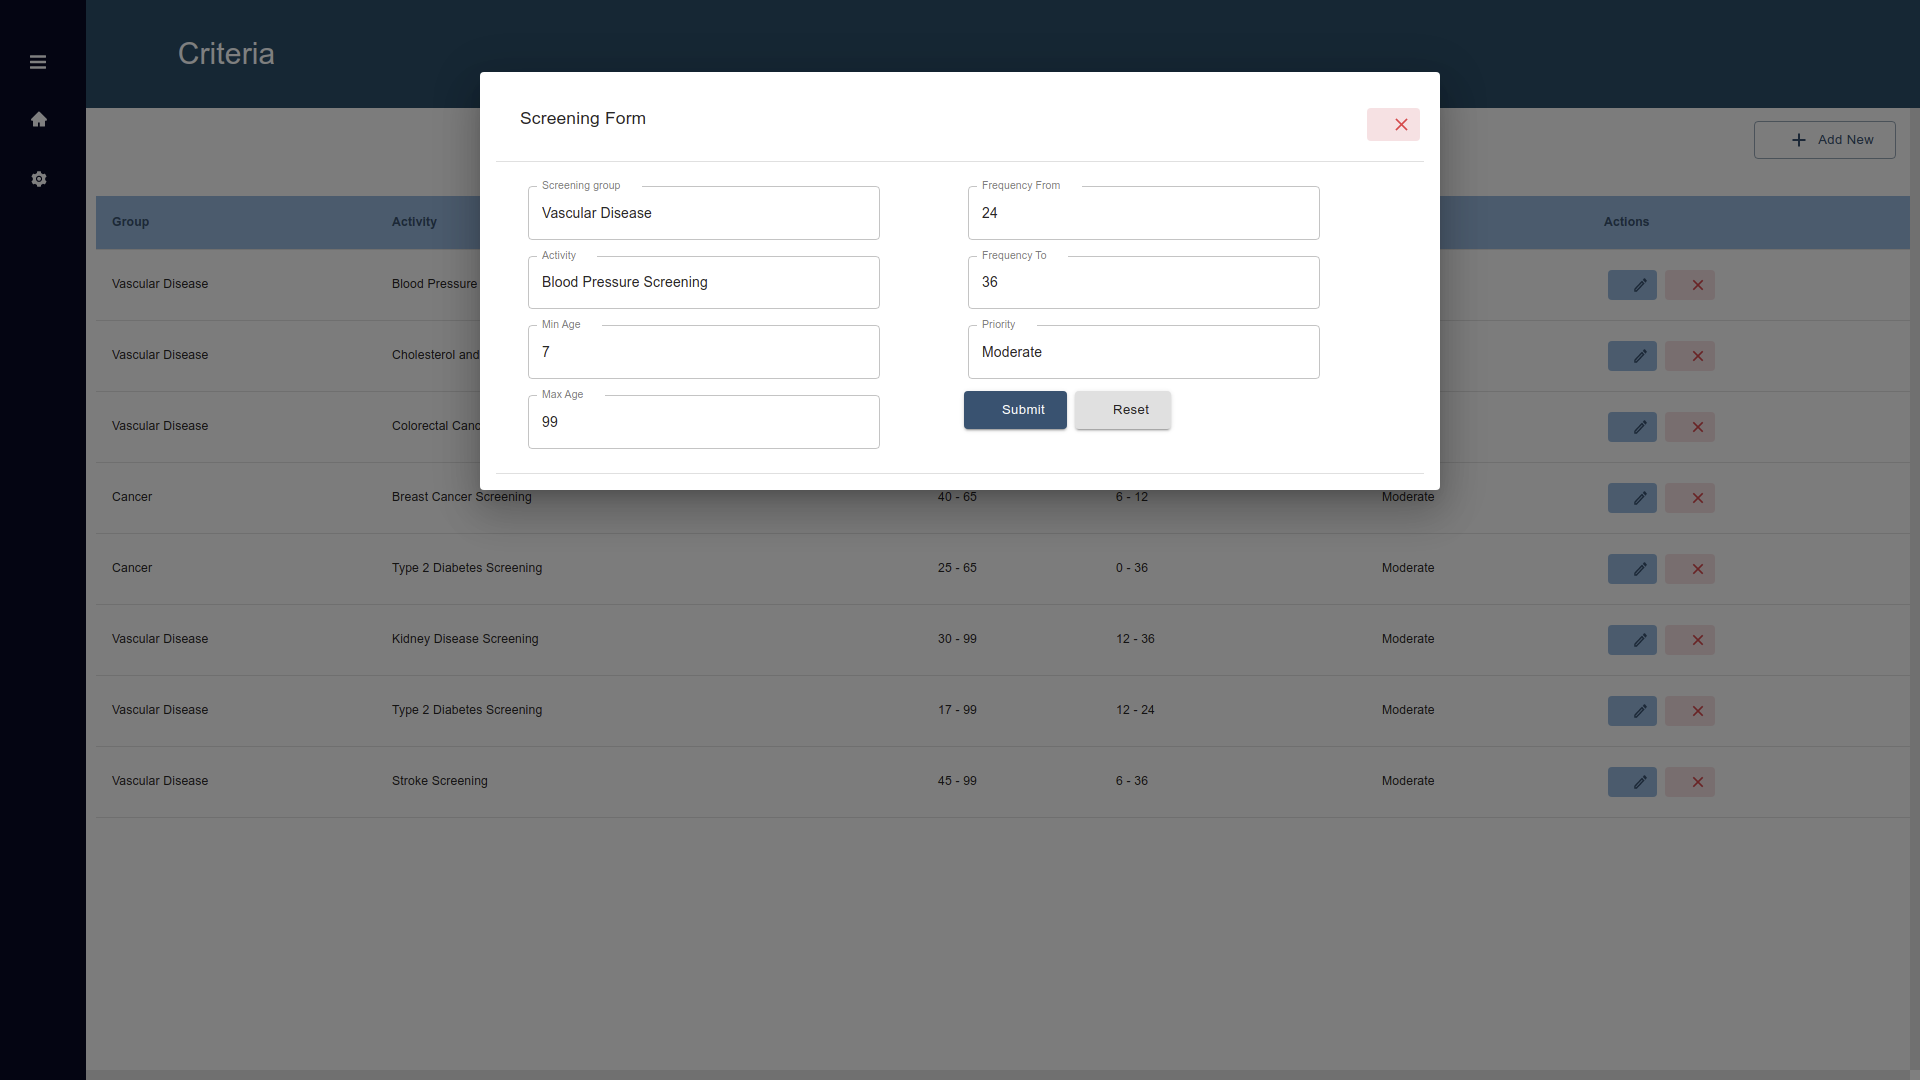 Criteria
Screening Form
Add New
Screening group
Vascular Disease
Frequency From
24
Activity
Blood Pressure Screening
Frequency To
36
Min Age
7
Priority
Moderate
Max Age
99
Submit
Reset
Group Activity Actions
Vascular Disease Blood Pressure
Vascular Disease Cholesterol and
Vascular Disease Colorectal Canc
Cancer Breast Cancer Screening 40 - 65 6 - 12 Moderate
Cancer Type 2 Diabetes Screening 25 - 65 0 - 36 Moderate
Vascular Disease Kidney Disease Screening 30 - 99 12 - 36 Moderate
Vascular Disease Type 2 Diabetes Screening 17 - 99 12 - 24 Moderate
Vascular Disease Stroke Screening 45 - 99 6 - 36 Moderate